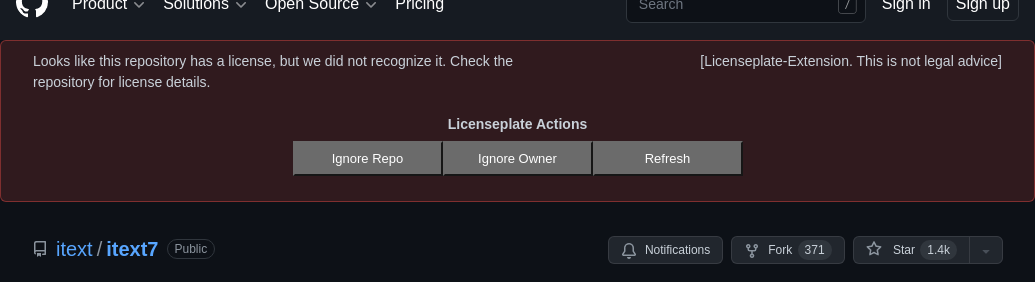 Product Solutions Open Source Pricing Search / Sign in Sign up
Looks like this repository has a license, but we did not recognize it. Check the
repository for license details.
[Licenseplate-Extension. This is not legal advice]
Licenseplate Actions
Ignore Repo Ignore Owner Refresh
itext / itext7 Public Notifications Fork 371 Star 1.4k